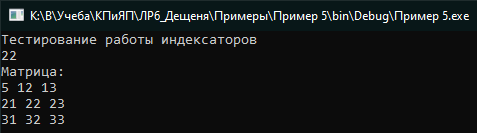 K:\В\Учеба\КПиЯП\ЛР6_Дещеня\Примеры\Пример 5\bin\Debug\Пример 5.exe
Тестирование работы индексаторов
22
Матрица:
5 12 13
21 22 23
31 32 33